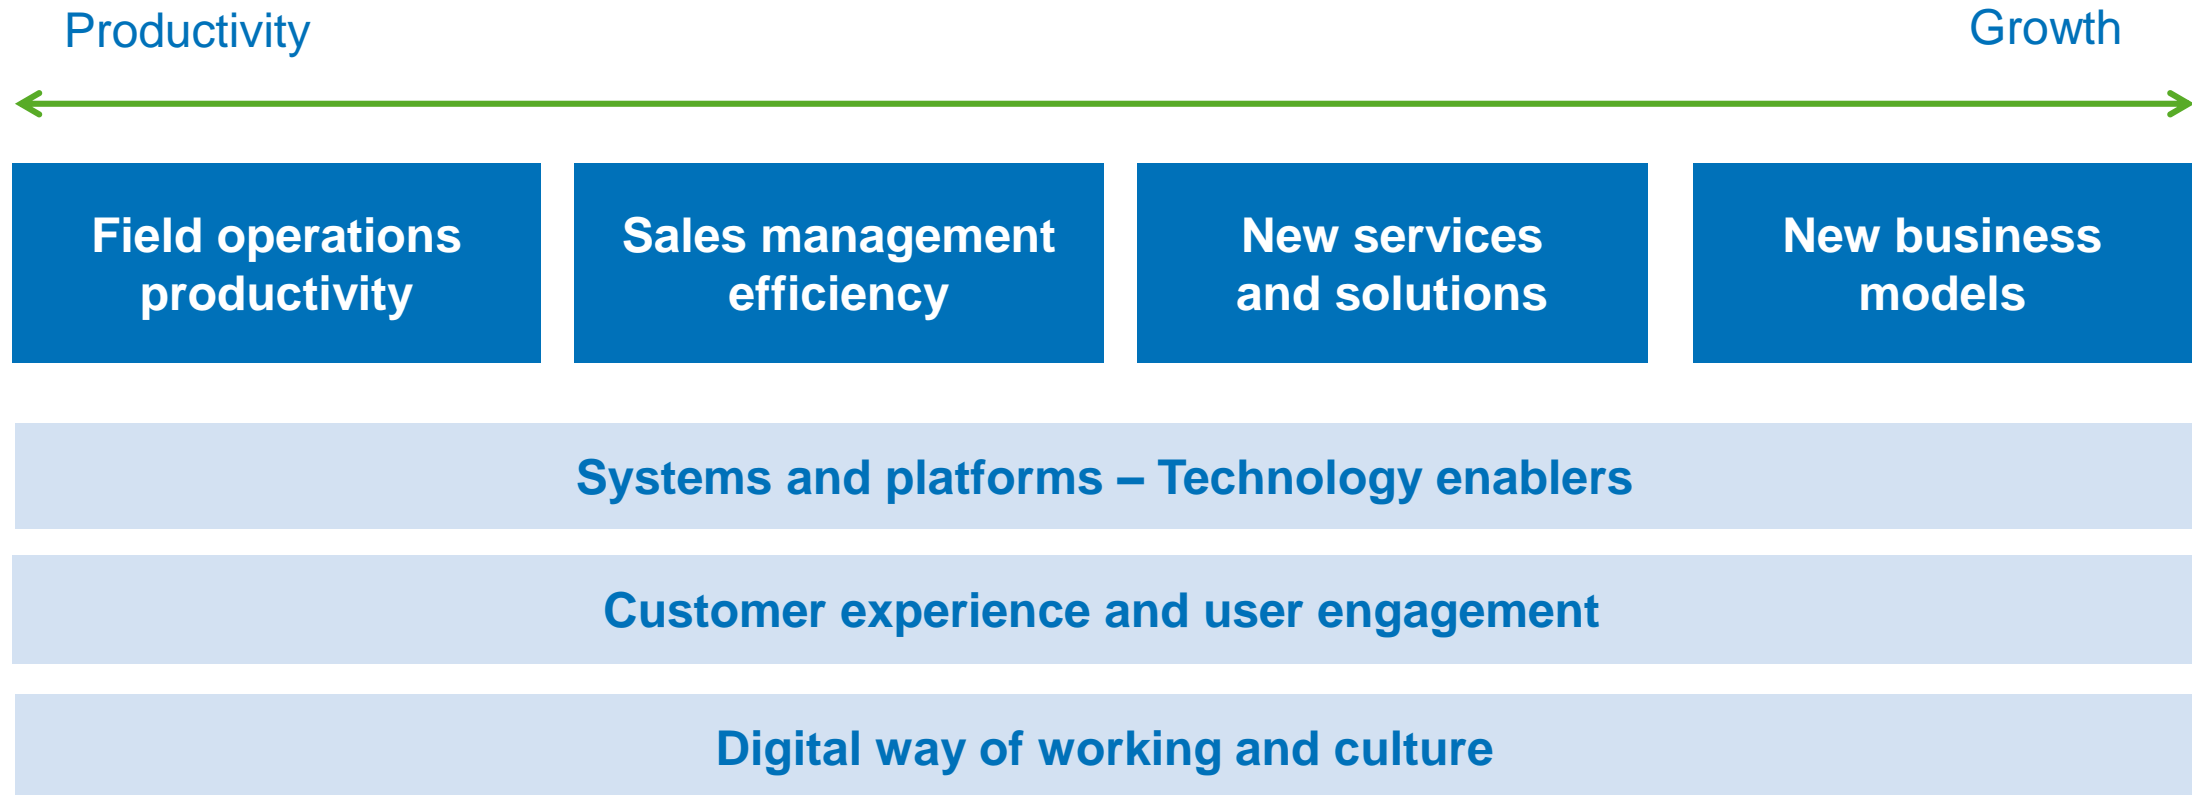 Productivity
Growth
Field operations
productivity
Sales management
efficiency
New services
and solutions
New business
models
Systems and platforms – Technology enablers
Customer experience and user engagement
Digital way of working and culture